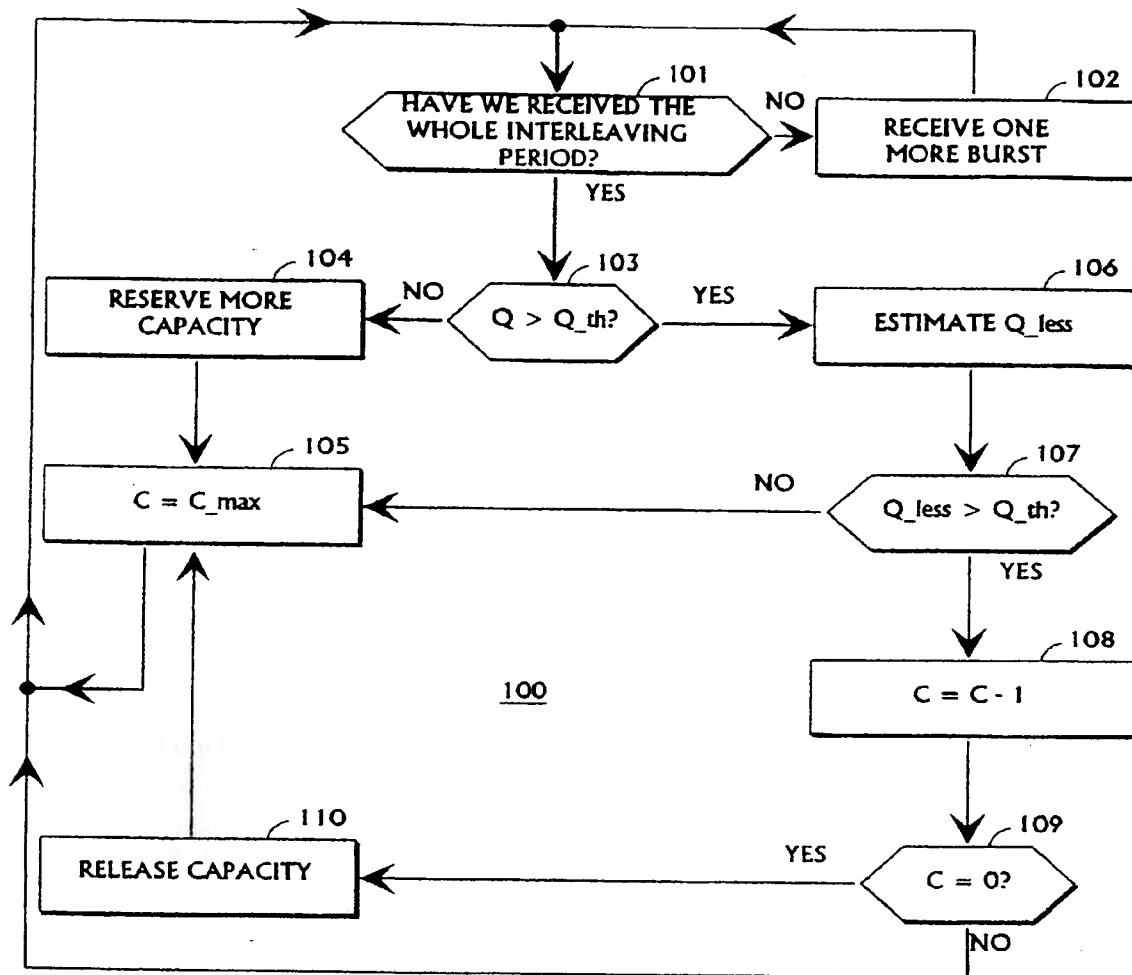 101
HAVE WE RECEIVED THE
WHOLE INTERLEAVING
PERIOD?
NO
102
RECEIVE ONE
MORE BURST
YES
104
RESERVE MORE
CAPACITY
NO
103
Q > Q_th?
YES
106
ESTIMATE Q_less
105
C = C_max
NO
107
Q_less > Q_th?
YES
108
C = C - 1
100
110
RELEASE CAPACITY
YES
109
C = 0?
NO